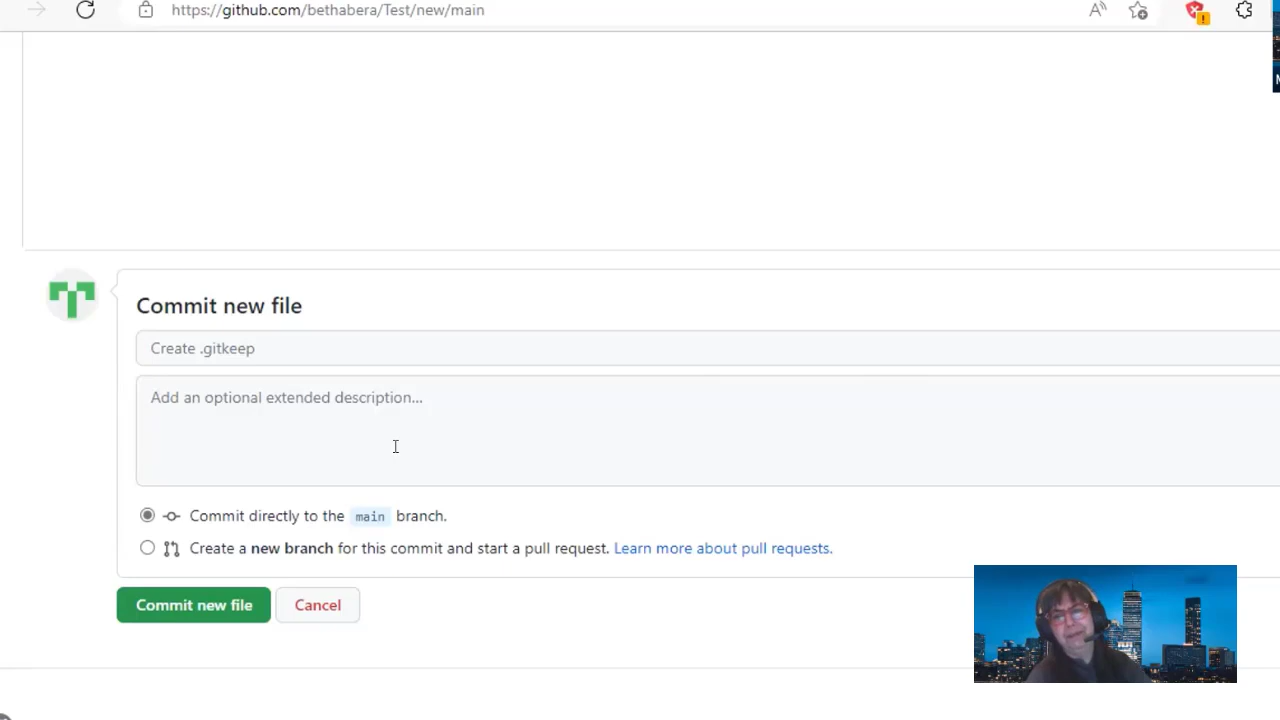 https://github.com/bethabera/Test/new/main
Commit new file
Create .gitkeep
Add an optional extended description...
Commit directly to the main branch.
Create a new branch for this commit and start a pull request. Learn more about pull requests.
Commit new file
Cancel